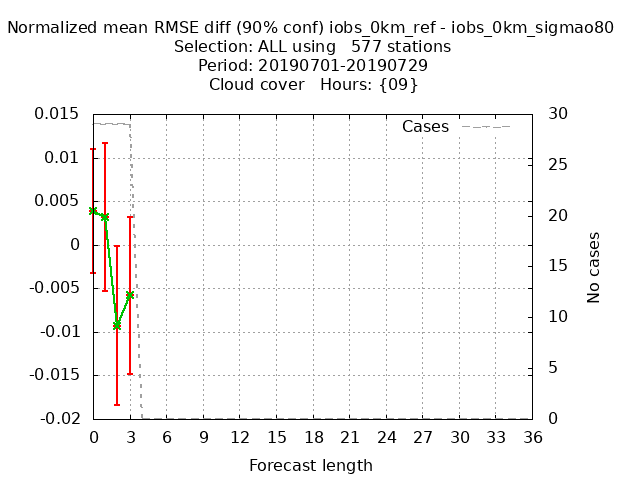 Normalized mean RMSE diff (90% conf) iobs_0km_ref - iobs_0km_sigmao80
Selection: ALL using   577 stations
Period: 20190701-20190729
Cloud cover   Hours: {09}
0.015
0.01
0.005
0
-0.005
-0.01
-0.015
-0.02
Cases
30
25
20
15
10
5
0
No cases
0 3 6 9 12 15 18 21 24 27 30 33 36
Forecast length